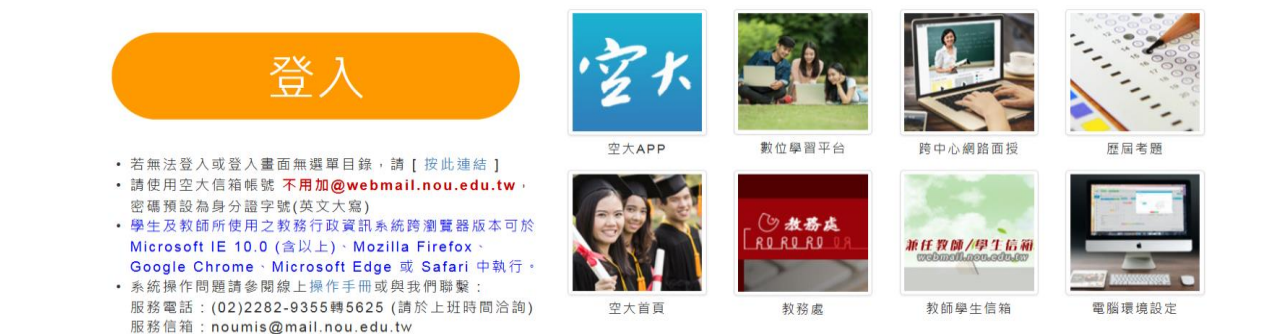 登入
• 若無法登入或登入畫面無選單目錄，請 [ 按此連結 ]
• 請使用空大信箱帳號 不用加@webmail.nou.edu.tw，
密碼預設為身分證字號(英文大寫)
• 學生及教師所使用之教務行政資訊系統跨瀏覽器版本可於
Microsoft IE 10.0 (含以上)、Mozilla Firefox、
Google Chrome、Microsoft Edge 或 Safari 中執行。
• 系統操作問題請參閱線上操作手冊或與我們聯繫：
服務電話：(02)2282-9355轉5625 (請於上班時間洽詢)
服務信箱：noumis@mail.nou.edu.tw
空大
空大APP
數位學習平台
跨中心網路面授
歷屆考題
教務處
兼任教師/學生信箱
webmail.nou.edu.tw
空大首頁
教務處
教師學生信箱
電腦環境設定